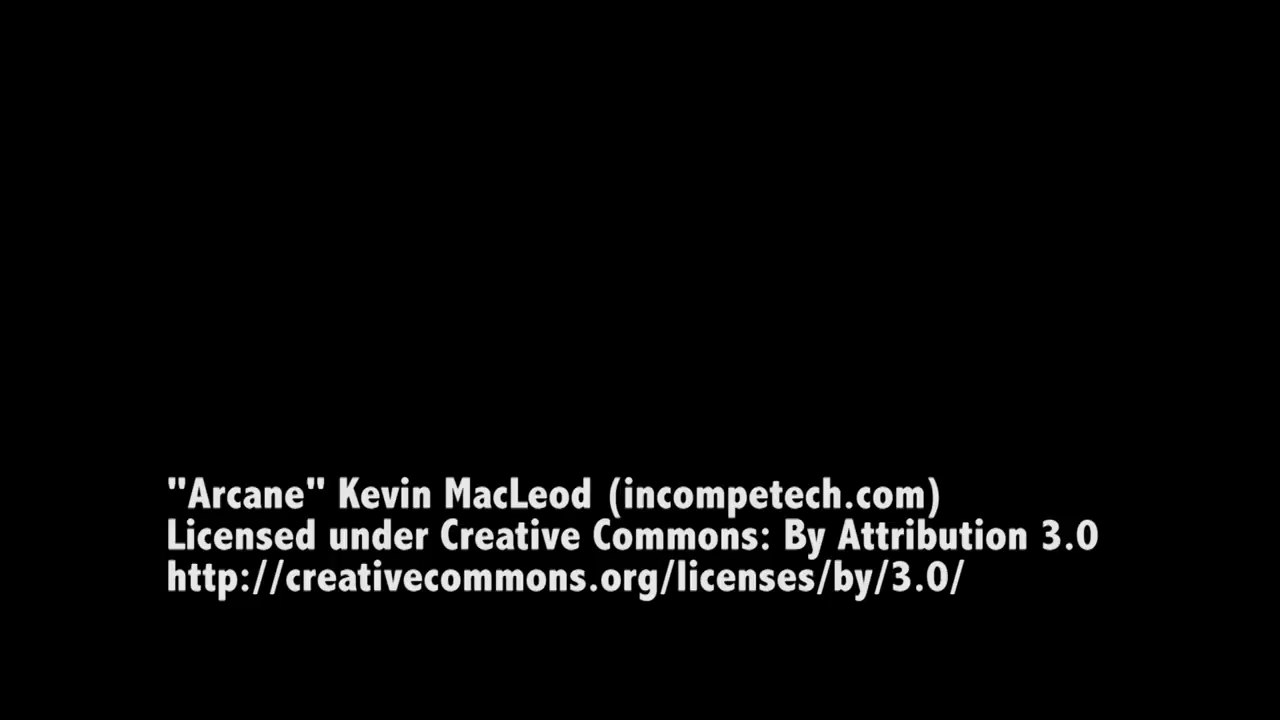 "Arcane" Kevin MacLeod (incompetech.com)
Licensed under Creative Commons: By Attribution 3.0
http://creativecommons.org/licenses/by/3.0/